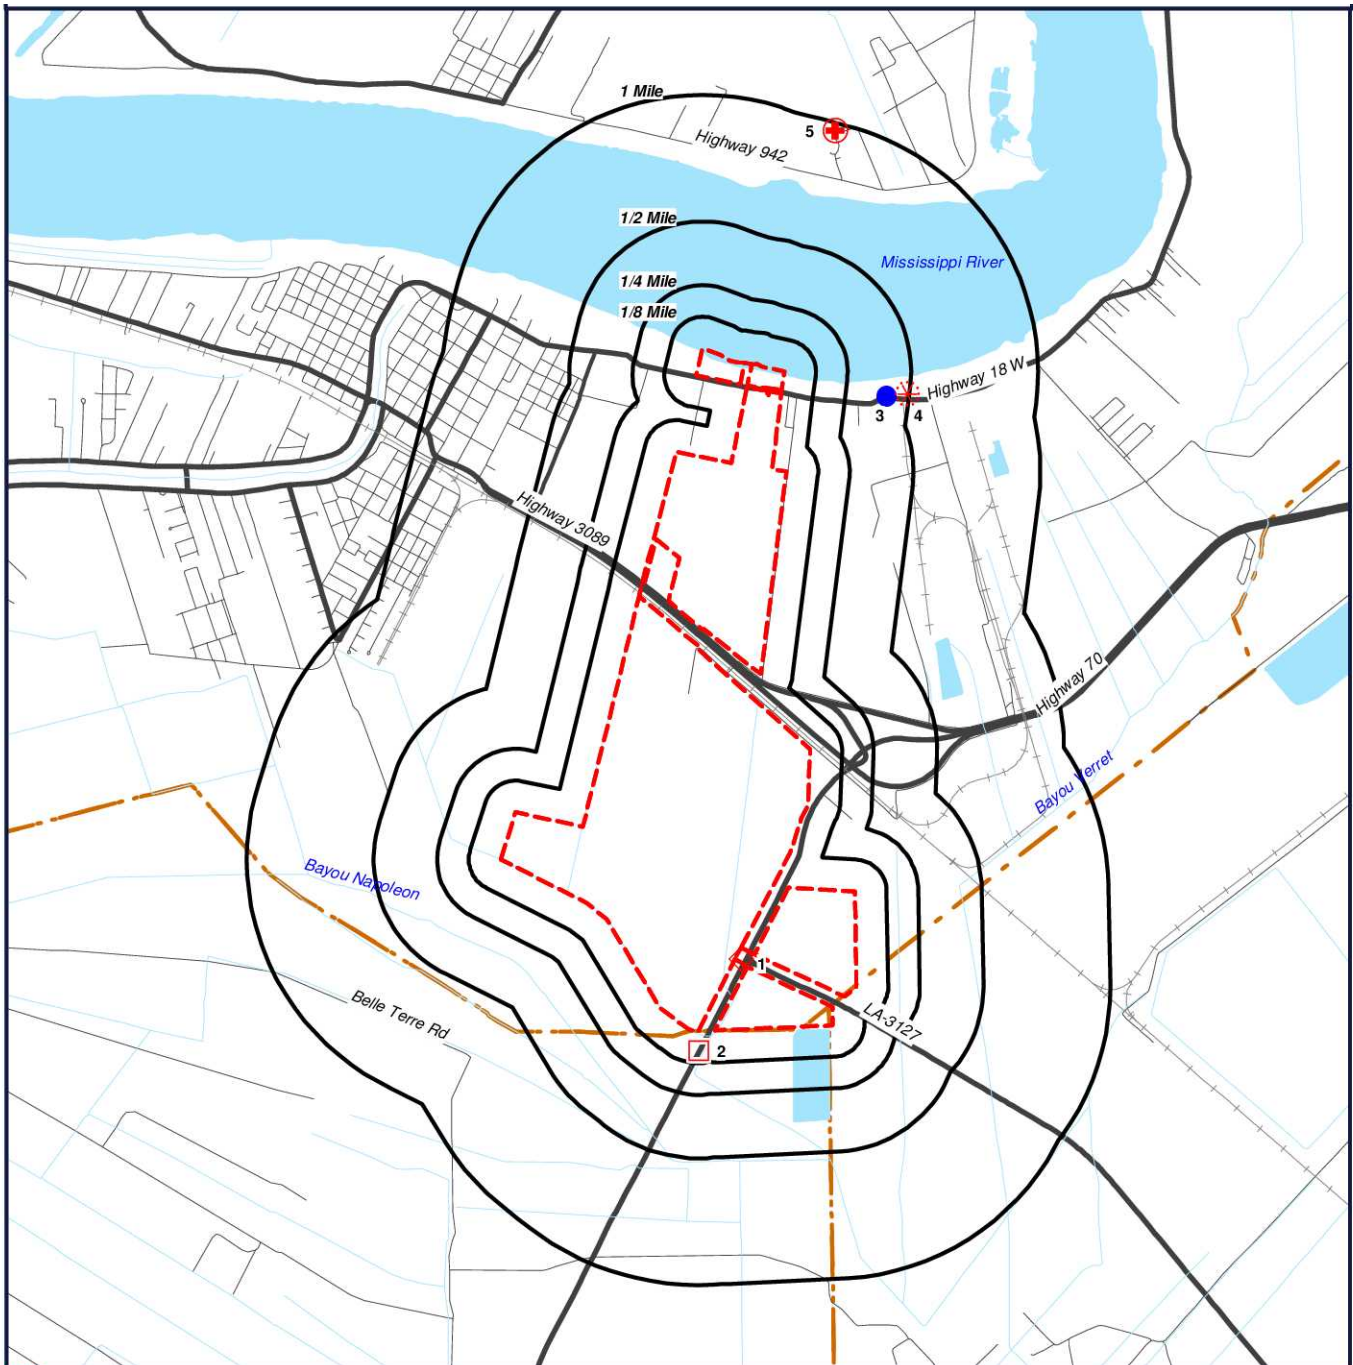 1 Mile
5
Highway 942
1/2 Mile
Mississippi River
1/4 Mile
1/8 Mile
Highway 18 W
3
4
Highway 3089
Highway 70
Bayou Verret
Bayou Napoleon
1
Belle Terre Rd
LA-3127
2